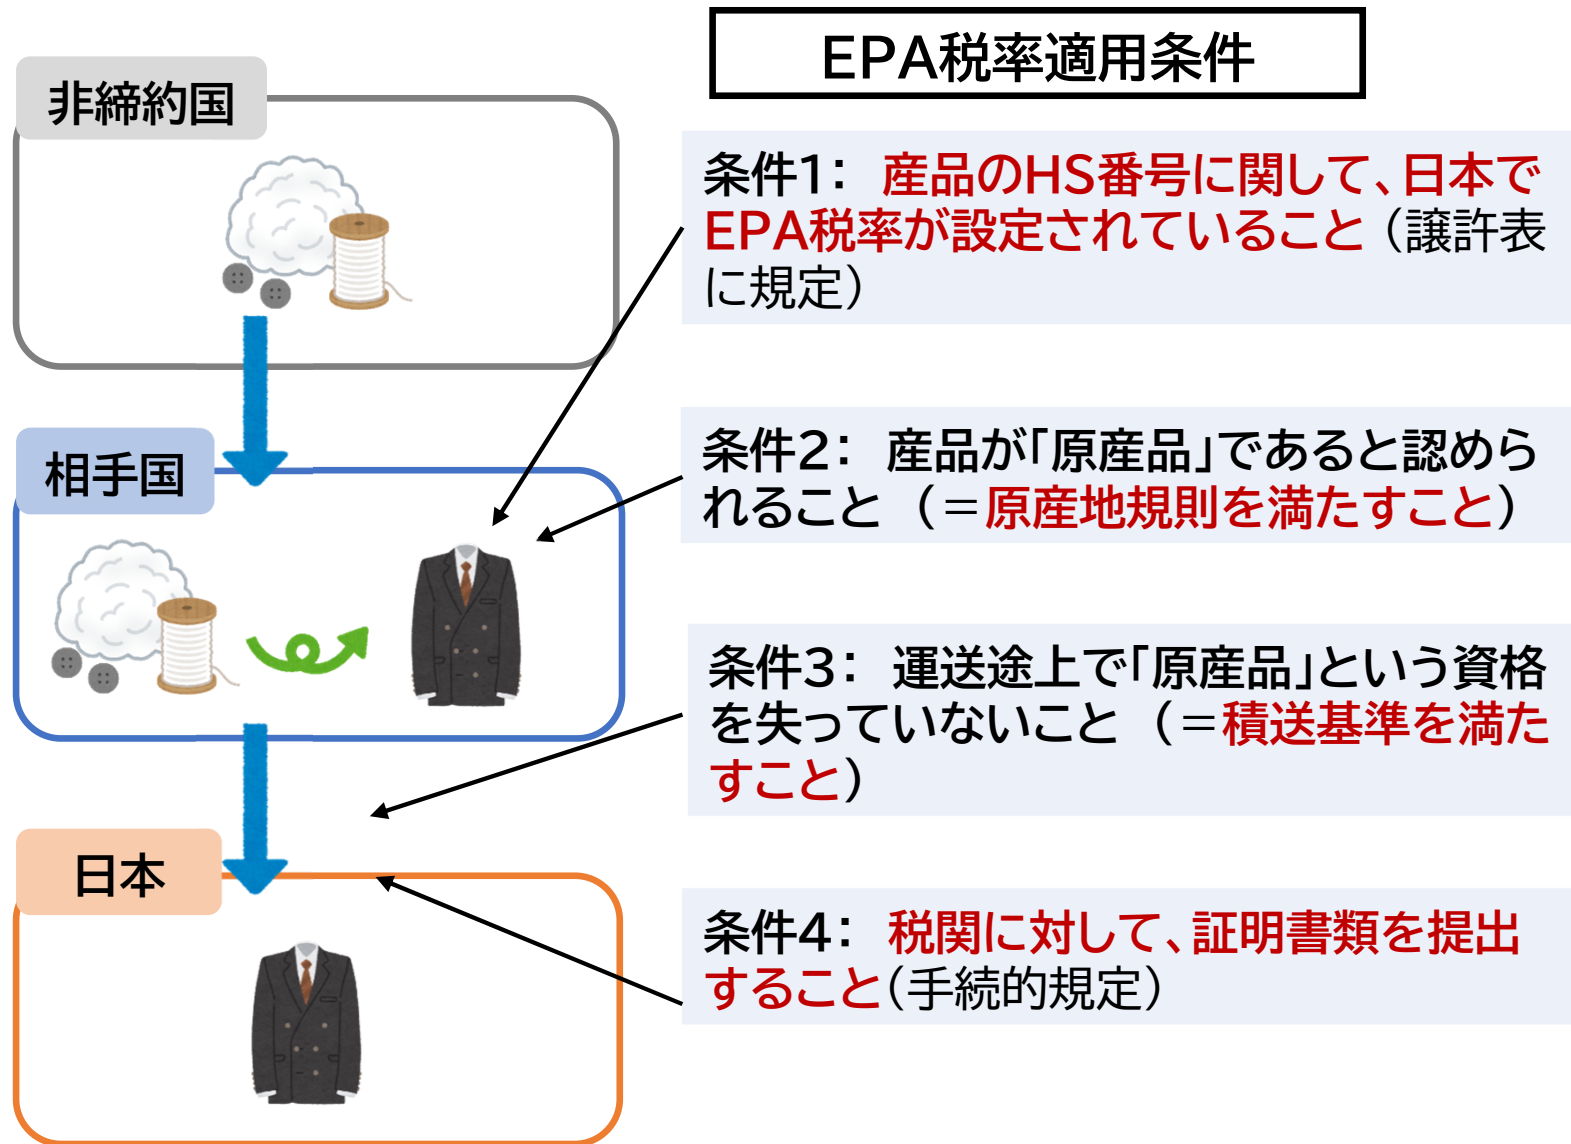 EPA税率適用条件
非締約国
条件1： 産品のHS番号に関して、日本で
EPA税率が設定されていること（譲許表
に規定）
相手国
条件2： 産品が「原産品」であると認めら
れること （＝原産地規則を満たすこと）
条件3： 運送途上で「原産品」という資格
を失っていないこと （＝積送基準を満た
すこと）
日本
条件4： 税関に対して、証明書類を提出
すること（手続的規定）